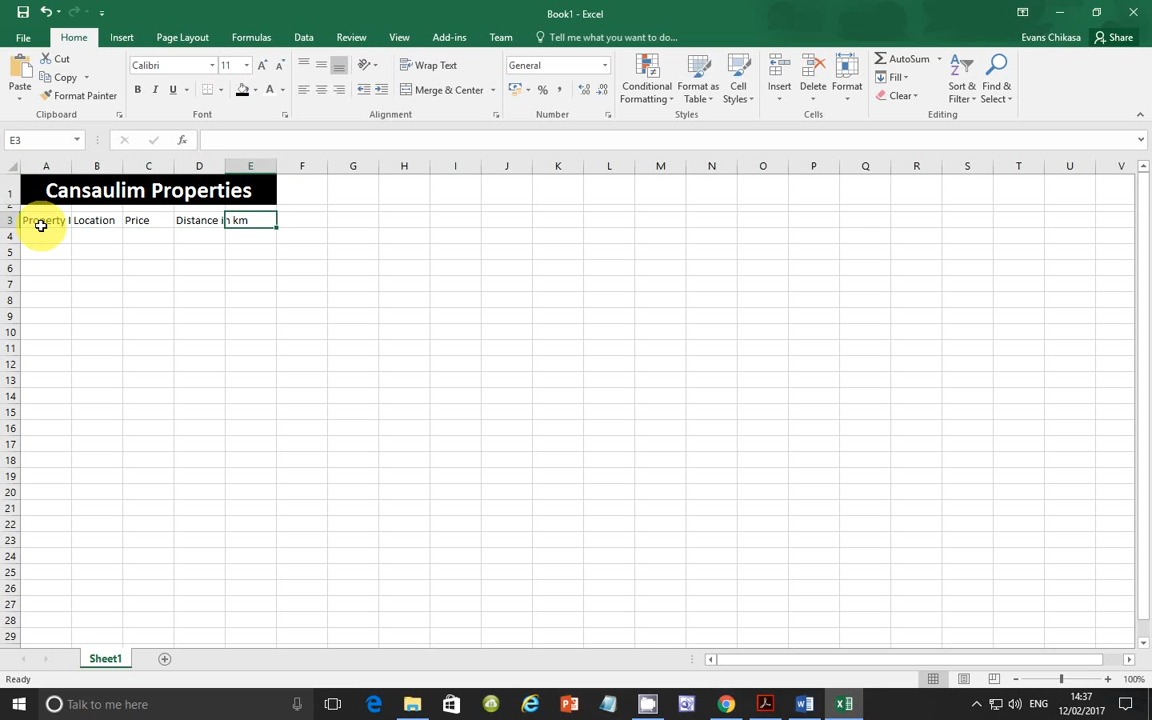 Book1 - Excel
File Home Insert Page Layout Formulas Data Review View Add-ins Team Tell me what you want to do... Evans Chikasa Share
Cut Calibri 11 Wrap Text General AutoSum
Copy Fill
Paste Format Painter B I U A Merge & Center % , Conditional Formatting Format as Table Cell Styles Insert Delete Format Clear Sort & Filter Find & Select
Clipboard Font Alignment Number Styles Cells Editing
E3 fx
A B C D E F G H I J K L M N O P Q R S T U V
1 Cansaulim Properties
2
3 Property I Location Price Distance in km
4
5
6
7
8
9
10
11
12
13
14
15
16
17
18
19
20
21
22
23
24
25
26
27
28
29
Sheet1
Ready 100%
Talk to me ENG 14:37
12/02/2017